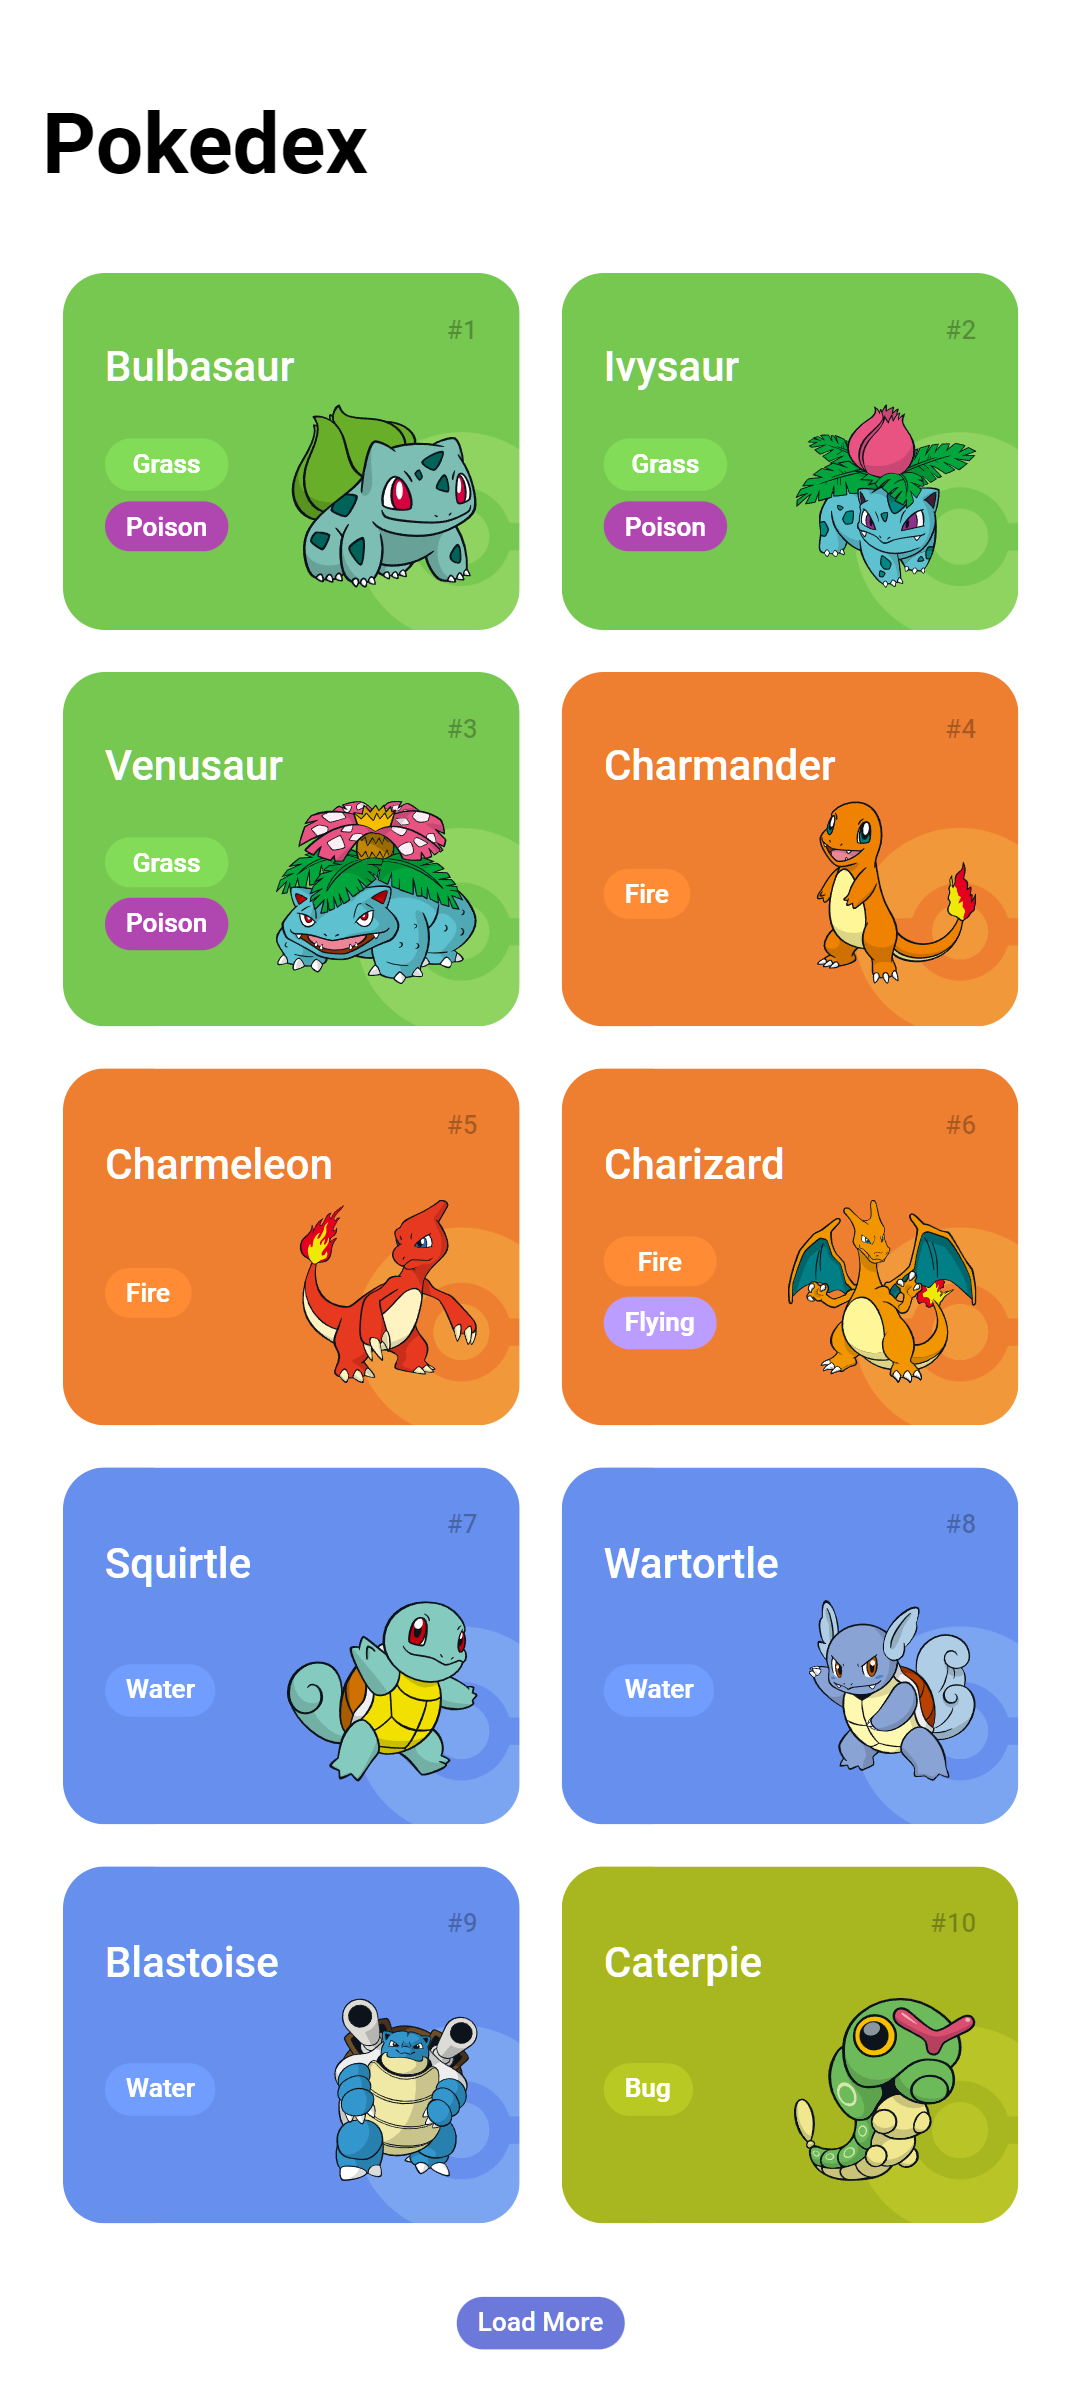 Pokedex
#1
Bulbasaur
Grass
Poison
#2
Ivysaur
Grass
Poison
#3
Venusaur
Grass
Poison
#4
Charmander
Fire
#5
Charmeleon
Fire
#6
Charizard
Fire
Flying
#7
Squirtle
Water
#8
Wartortle
Water
#9
Blastoise
Water
#10
Caterpie
Bug
Load More